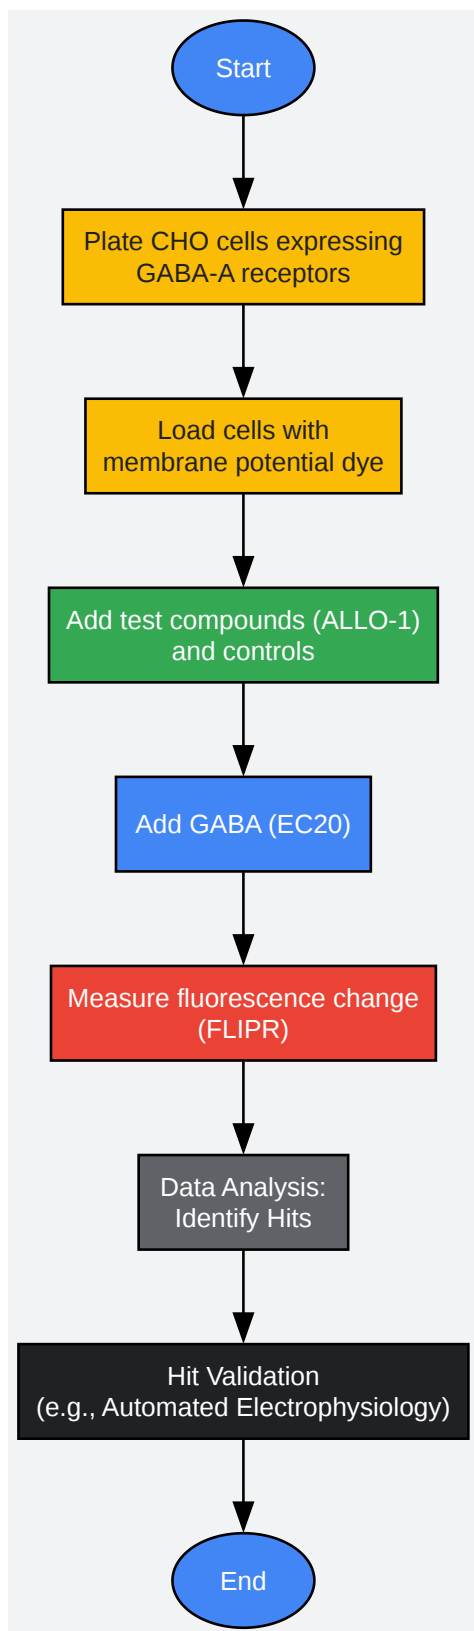 Start
Plate CHO cells expressing
GABA-A receptors
Load cells with
membrane potential dye
Add test compounds (ALLO-1)
and controls
Add GABA (EC20)
Measure fluorescence change
(FLIPR)
Data Analysis:
Identify Hits
Hit Validation
(e.g., Automated Electrophysiology)
End